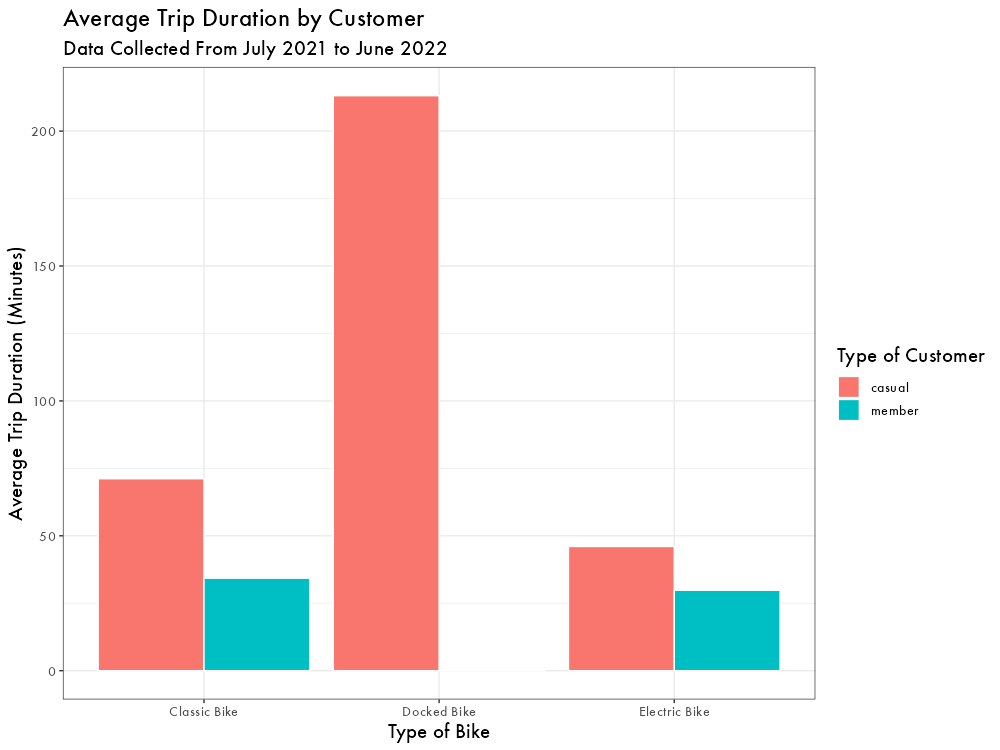 Average Trip Duration by Customer
Data Collected From July 2021 to June 2022
Average Trip Duration (Minutes)
200
150
100
50
0
Classic Bike
Docked Bike
Electric Bike
Type of Bike
Type of Customer
casual
member